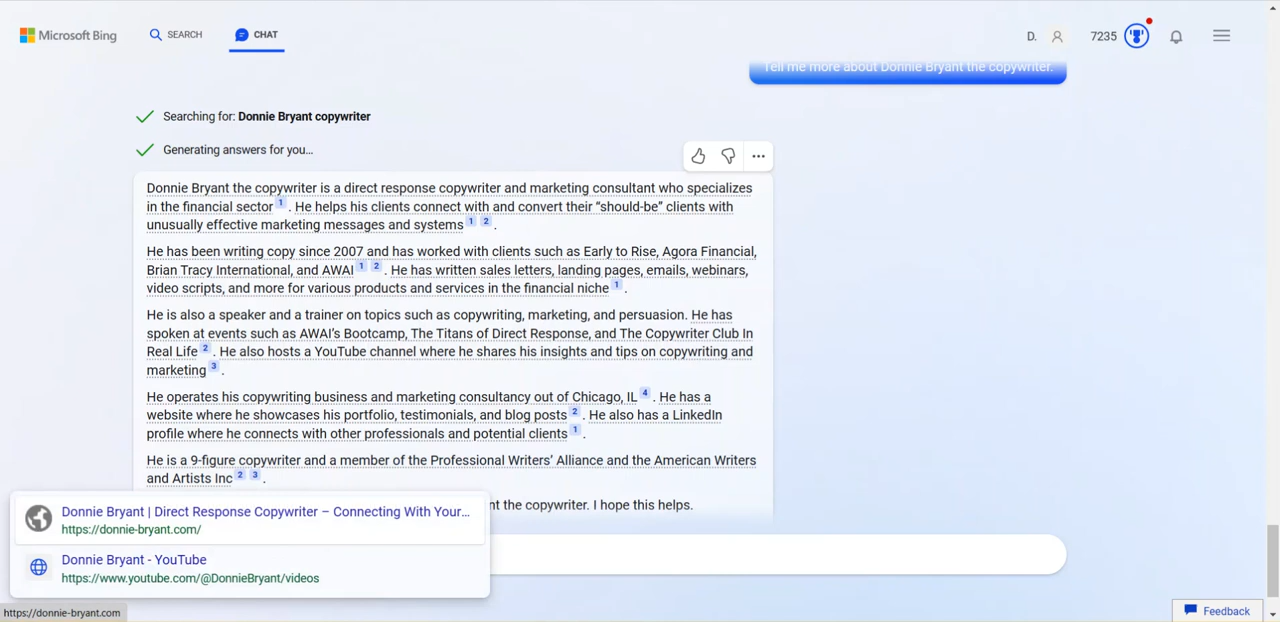 Microsoft Bing
SEARCH
CHAT
D.
7235
Tell me more about Donnie Bryant the copywriter.
Searching for: Donnie Bryant copywriter
Generating answers for you...
Donnie Bryant the copywriter is a direct response copywriter and marketing consultant who specializes
in the financial sector 1 . He helps his clients connect with and convert their “should-be” clients with
unusually effective marketing messages and systems 1 2 .
He has been writing copy since 2007 and has worked with clients such as Early to Rise, Agora Financial,
Brian Tracy International, and AWAI 1 2 . He has written sales letters, landing pages, emails, webinars,
video scripts, and more for various products and services in the financial niche 1 .
He is also a speaker and a trainer on topics such as copywriting, marketing, and persuasion. He has
spoken at events such as AWAI’s Bootcamp, The Titans of Direct Response, and The Copywriter Club In
Real Life 2 . He also hosts a YouTube channel where he shares his insights and tips on copywriting and
marketing 3 .
He operates his copywriting business and marketing consultancy out of Chicago, IL 4 . He has a
website where he showcases his portfolio, testimonials, and blog posts 2 . He also has a LinkedIn
profile where he connects with other professionals and potential clients 1 .
He is a 9-figure copywriter and a member of the Professional Writers’ Alliance and the American Writers
and Artists Inc 2 3 .
nt the copywriter. I hope this helps.
Donnie Bryant | Direct Response Copywriter – Connecting With Your...
https://donnie-bryant.com/
Donnie Bryant - YouTube
https://www.youtube.com/@DonnieBryant/videos
https://donnie-bryant.com
Feedback